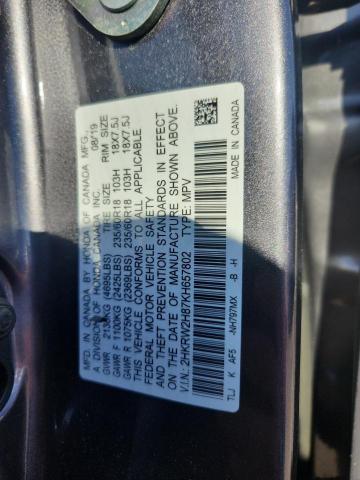 MFD. IN CANADA BY HONDA OF CANADA MFG.,
A DIVISION OF HONDA CANADA INC. 08/19
TIRE SIZE RIM SIZE
GVWR 2130KG (4695LBS)
GAWR F 1100KG (2425LBS) 235/60R18 103H 18X7.5J
GAWR R 1075KG (2369LBS) 235/60R18 103H 18X7.5J
THIS VEHICLE CONFORMS TO ALL APPLICABLE
FEDERAL MOTOR VEHICLE SAFETY
AND THEFT PREVENTION STANDARDS IN EFFECT
ON THE DATE OF MANUFACTURE SHOWN ABOVE.
V.I.N.: 2HKRW2H87KH657802 TYPE: MPV
TLJ K AF5 -NH797MX -B -H MADE IN CANADA